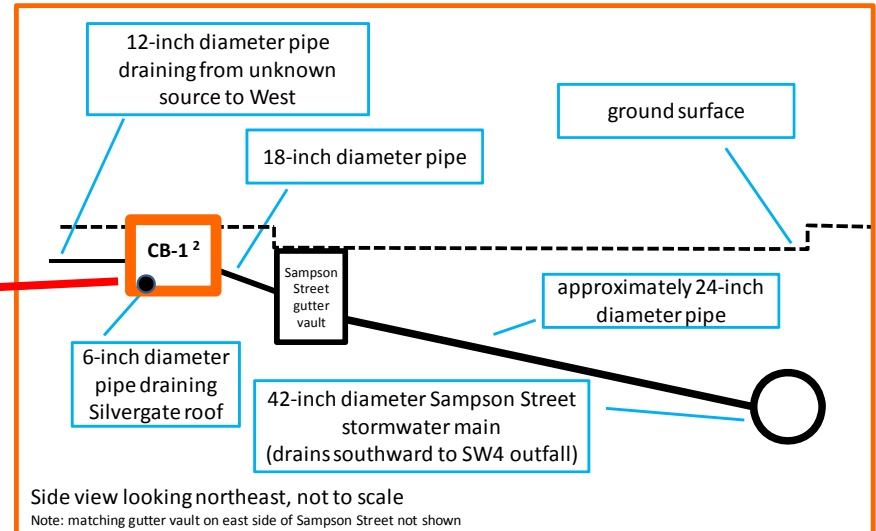 12-inch diameter pipe
draining from unknown
source to West
ground surface
18-inch diameter pipe
CB-1 ²
Sampson
Street
gutter
vault
approximately 24-inch
diameter pipe
6-inch diameter
pipe draining
Silvergate roof
42-inch diameter Sampson Street
stormwater main
(drains southward to SW4 outfall)
Side view looking northeast, not to scale
Note: matching gutter vault on east side of Sampson Street not shown